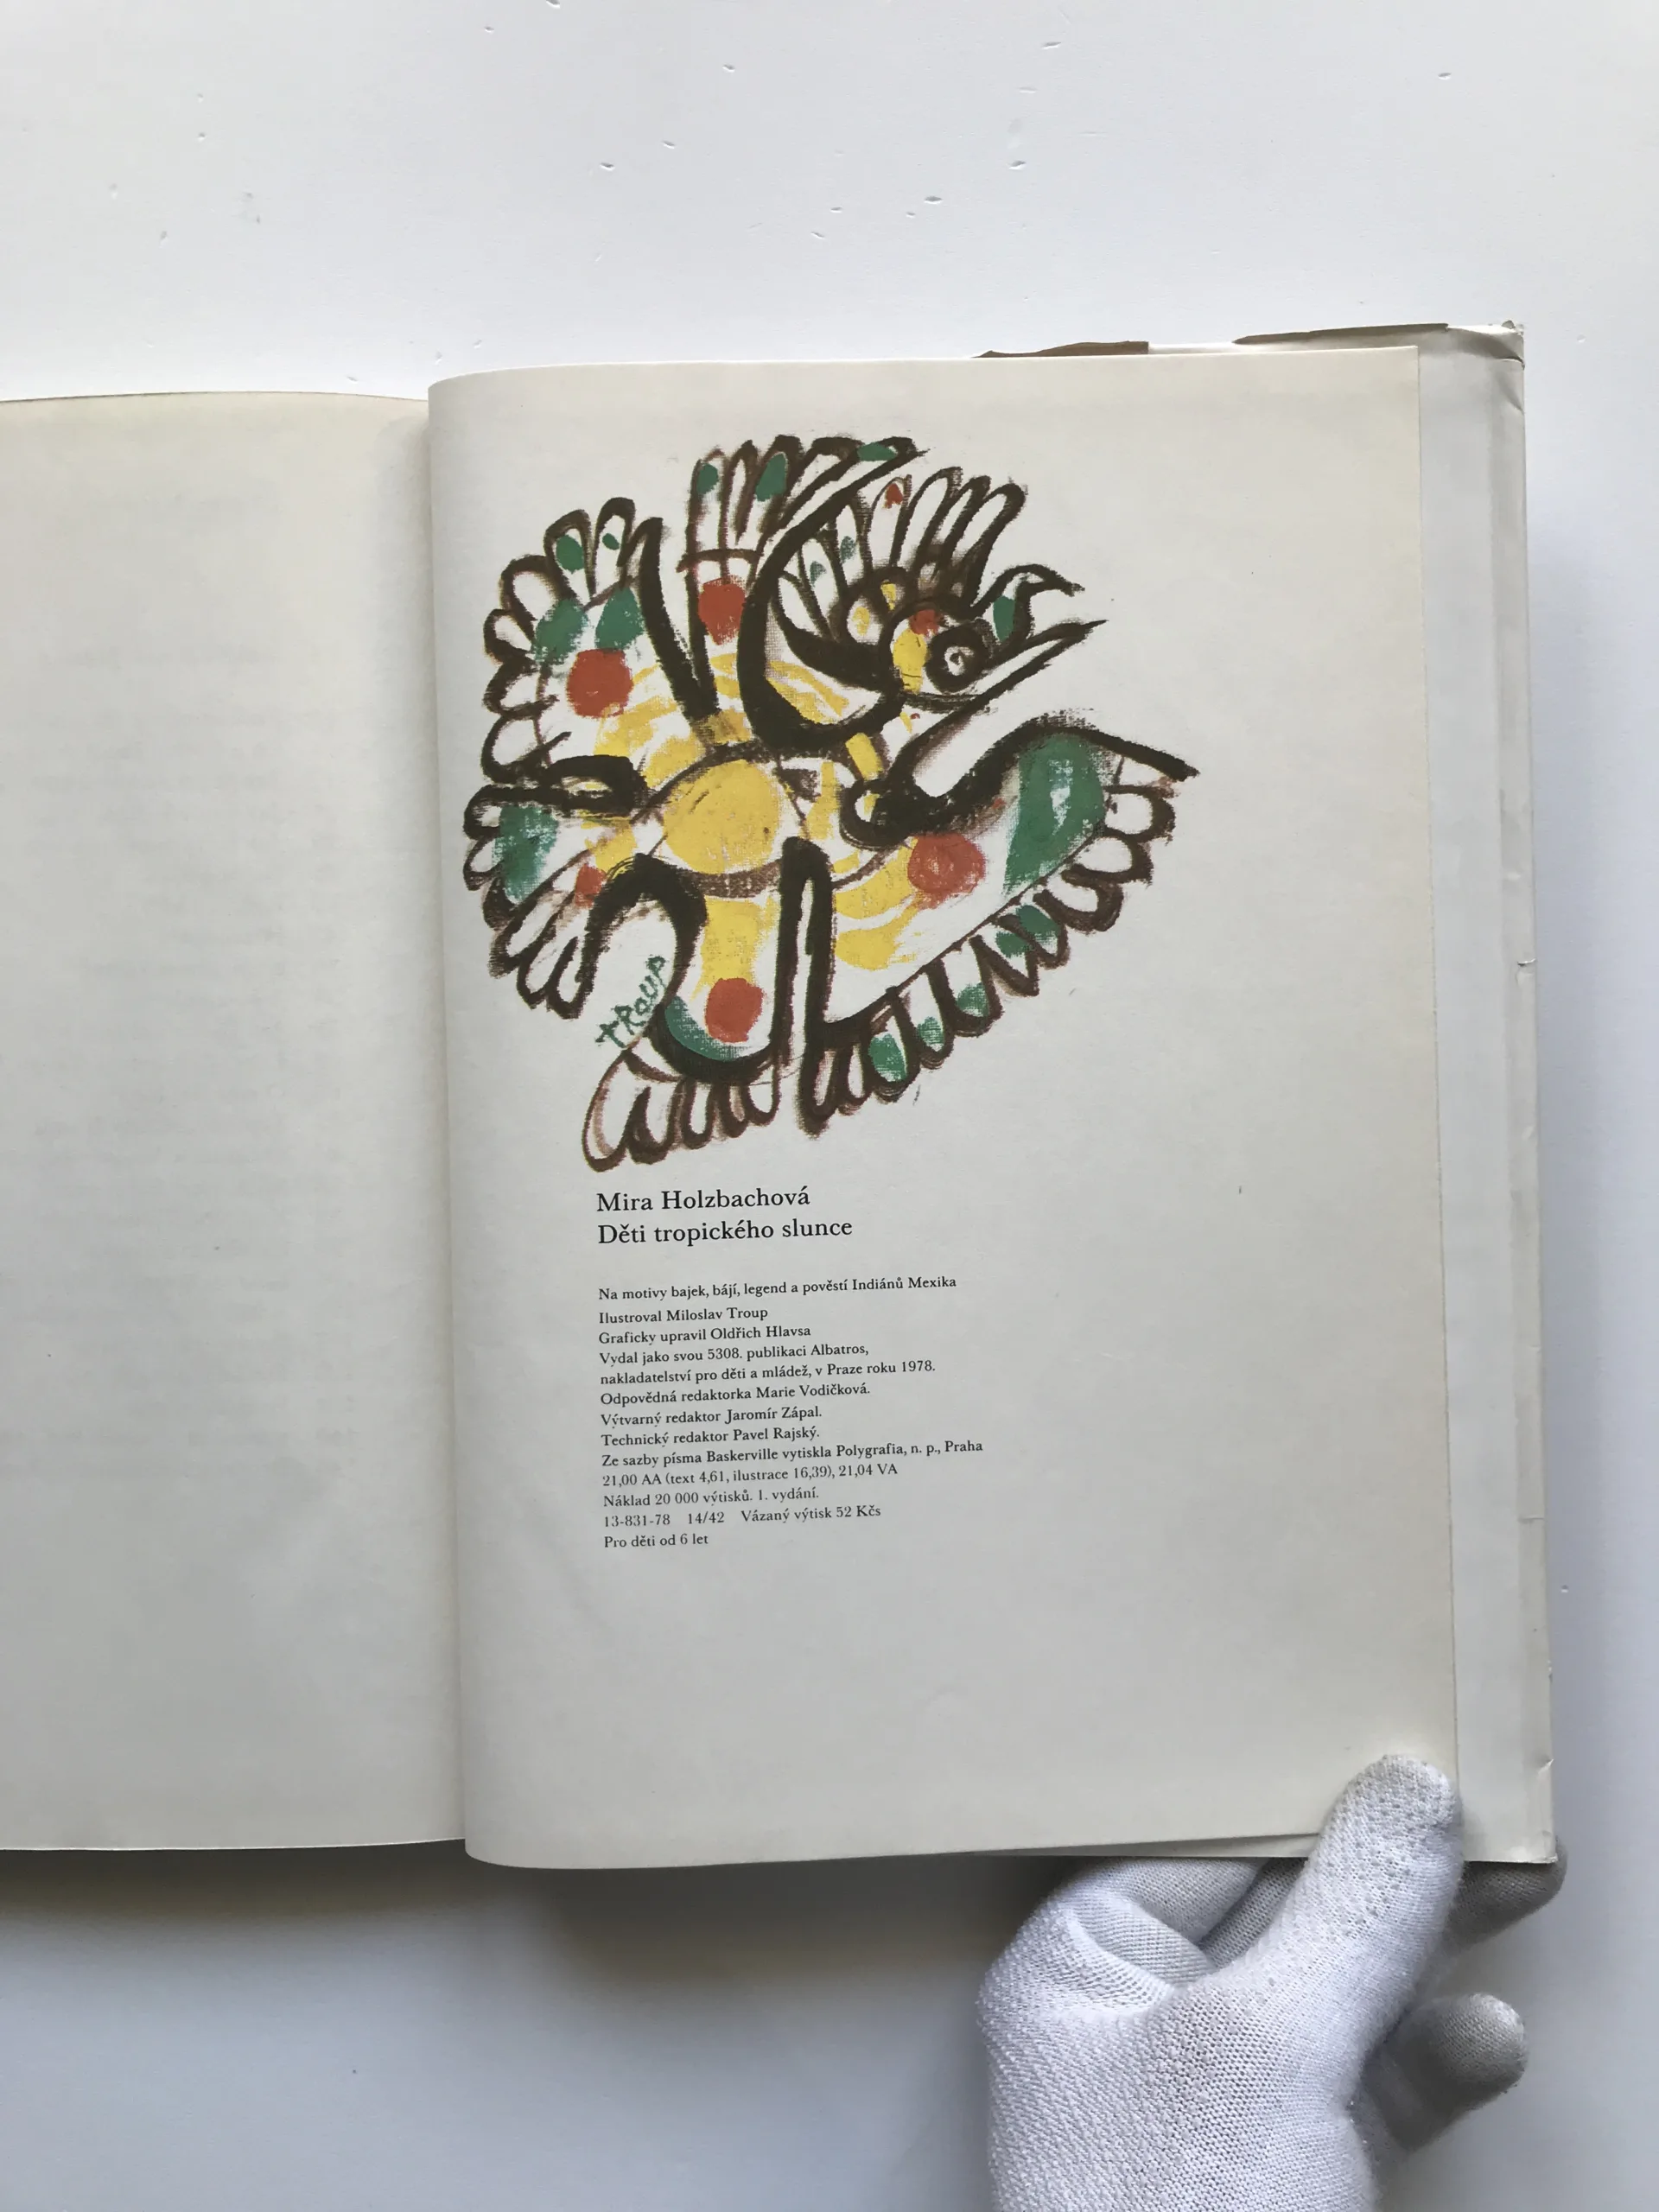 tRoUP
Mira Holzbachová
Děti tropického slunce
Na motivy bajek, bájí, legend a pověstí Indiánů Mexika
Ilustroval Miloslav Troup
Graficky upravil Oldřich Hlavsa
Vydal jako svou 5308. publikaci Albatros,
nakladatelství pro děti a mládež, v Praze roku 1978.
Odpovědná redaktorka Marie Vodičková.
Výtvarný redaktor Jaromír Zápal.
Technický redaktor Pavel Rajský.
Ze sazby písma Baskerville vytiskla Polygrafia, n. p., Praha
21,00 AA (text 4,61, ilustrace 16,39), 21,04 VA
Náklad 20 000 výtisků. 1. vydání.
13-831-78 14/42 Vázaný výtisk 52 Kčs
Pro děti od 6 let